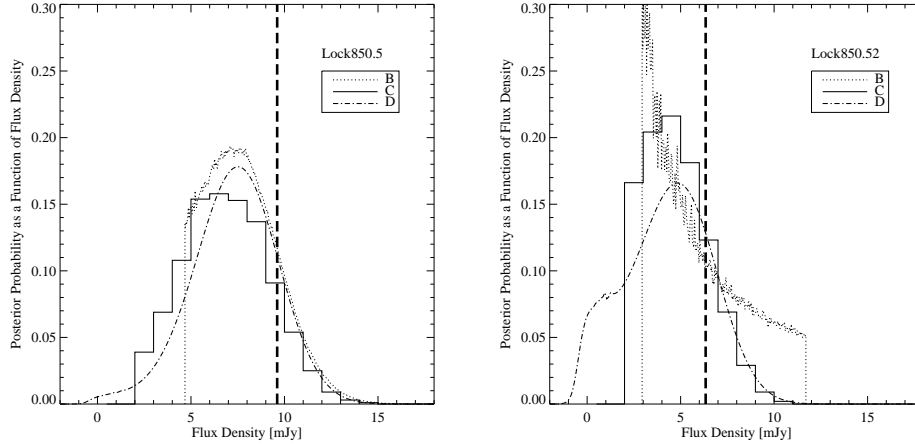 0.30
0.25
0.20
0.15
0.10
0.05
0.00
Posterior Probability as a Function of Flux Density
Lock850.5
B
C
D
0 5 10 15
Flux Density [mJy]
0.30
0.25
0.20
0.15
0.10
0.05
0.00
Posterior Probability as a Function of Flux Density
Lock850.52
B
C
D
0 5 10 15
Flux Density [mJy]